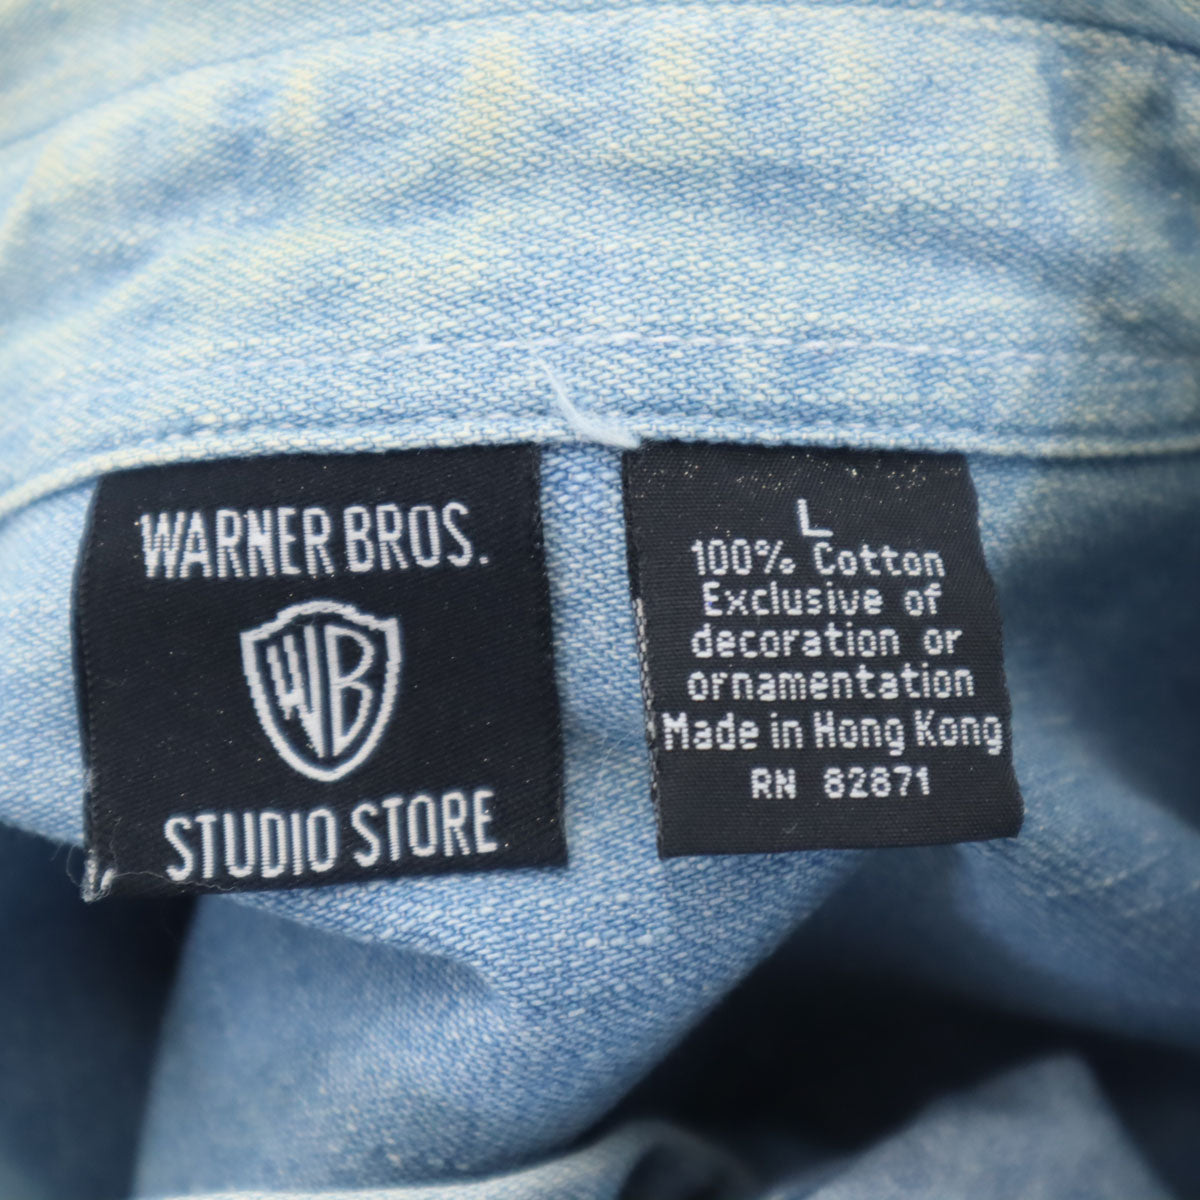 WARNER BROS.
WB
STUDIO STORE
L
100% Cotton
Exclusive of
decoration or
ornamentation
Made in Hong Kong
RN 82871